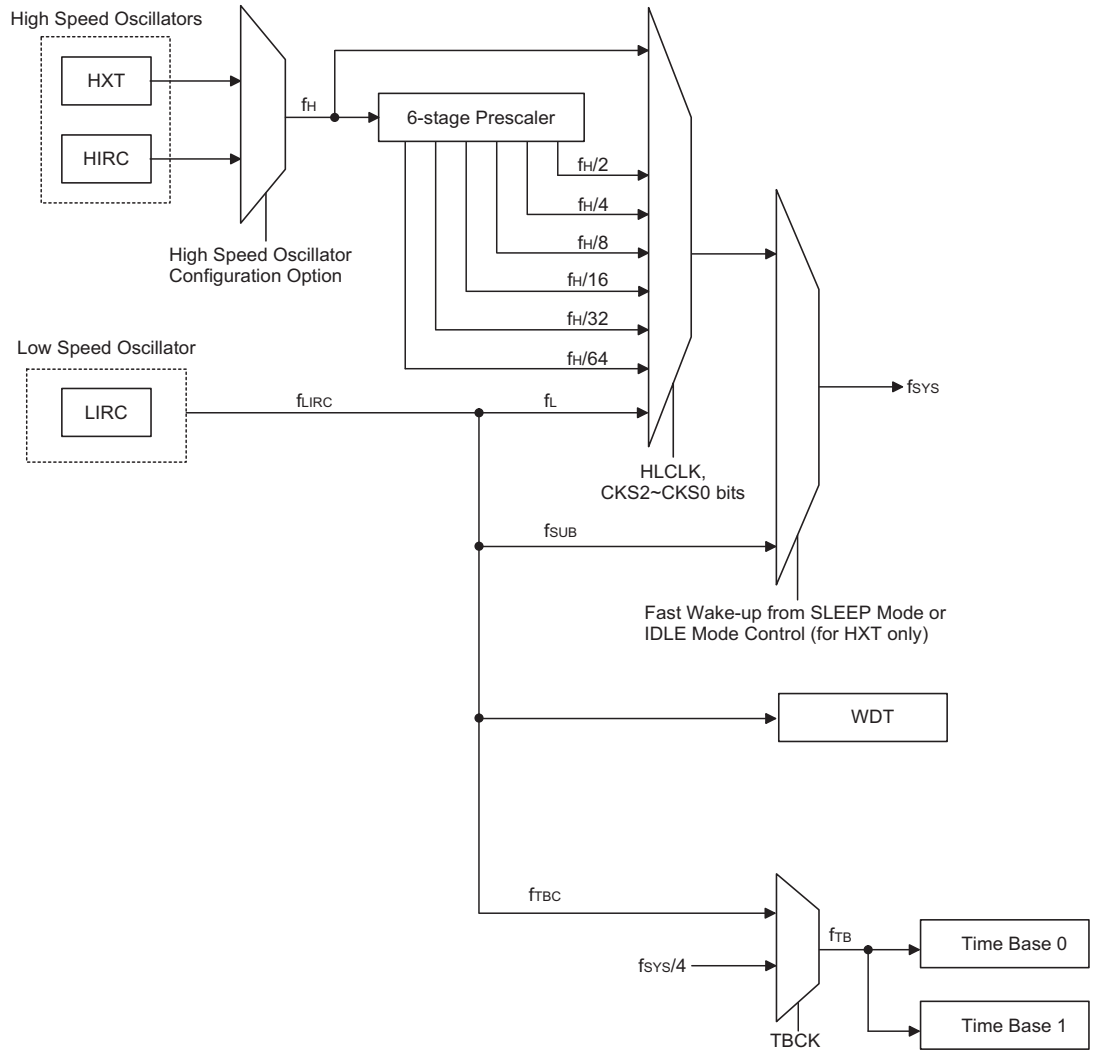 High Speed Oscillators
HXT
HIRC
fH
6-stage Prescaler
fH/2
fH/4
fH/8
fH/16
fH/32
fH/64
High Speed Oscillator
Configuration Option
Low Speed Oscillator
LIRC
fLIRC
fL
HLCLK,
CKS2~CKS0 bits
fSYS
fSUB
Fast Wake-up from SLEEP Mode or
IDLE Mode Control (for HXT only)
WDT
fTBC
fSYS/4
fTB
TBCK
Time Base 0
Time Base 1